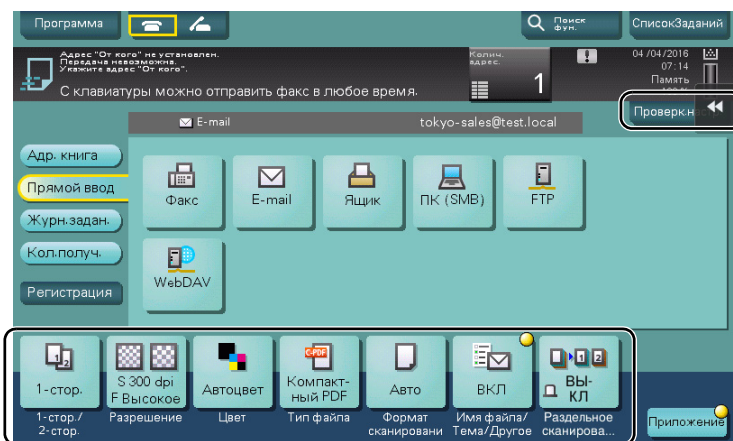 Программа
Поиск
фун.
СписокЗаданий
Адрес "От кого" не установлен.
Передача невозможна.
Укажите адрес "От кого".
С клавиатуры можно отправить факс в любое время.
Колич.
адрес.
1
04/04/2016
07:14
Память
Проверк
E-mail
tokyo-sales@test.local
Адр. книга
Прямой ввод
Журн.задан.
Кол.получ.
Регистрация
Факс
E-mail
Ящик
ПК (SMB)
FTP
WebDAV
1-стор.
S 300 dpi
F Высокое
Автоцвет
C-PDF
Компакт-
ный PDF
Авто
ВКЛ
ВЫ-
КЛ
1-стор./
2-стор.
Разрешение
Цвет
Тип файла
Формат
сканировани
Имя файла/
Тема/Другое
Раздельное
сканирова...
Приложение